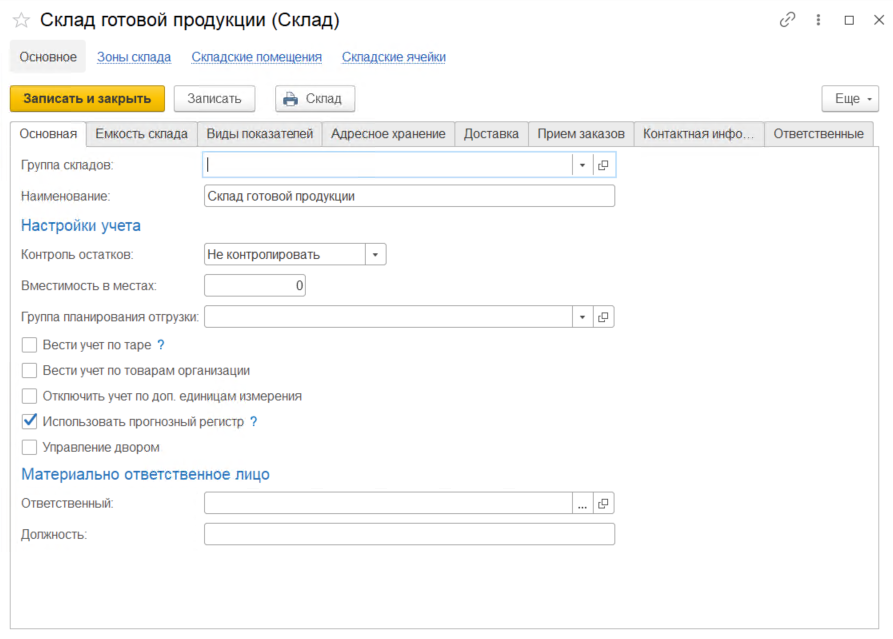 Склад готовой продукции (Склад)
Основное Зоны склада Складские помещения Складские ячейки
Записать и закрыть Записать Склад Еще
Основная Емкость склада Виды показателей Адресное хранение Доставка Прием заказов Контактная инфо... Ответственные
Группа складов:
Наименование: Склад готовой продукции
Настройки учета
Контроль остатков: Не контролировать
Вместимость в местах: 0
Группа планирования отгрузки:
Вести учет по таре ?
Вести учет по товарам организации
Отключить учет по доп. единицам измерения
Использовать прогнозный регистр ?
Управление двором
Материально ответственное лицо
Ответственный: ...
Должность: